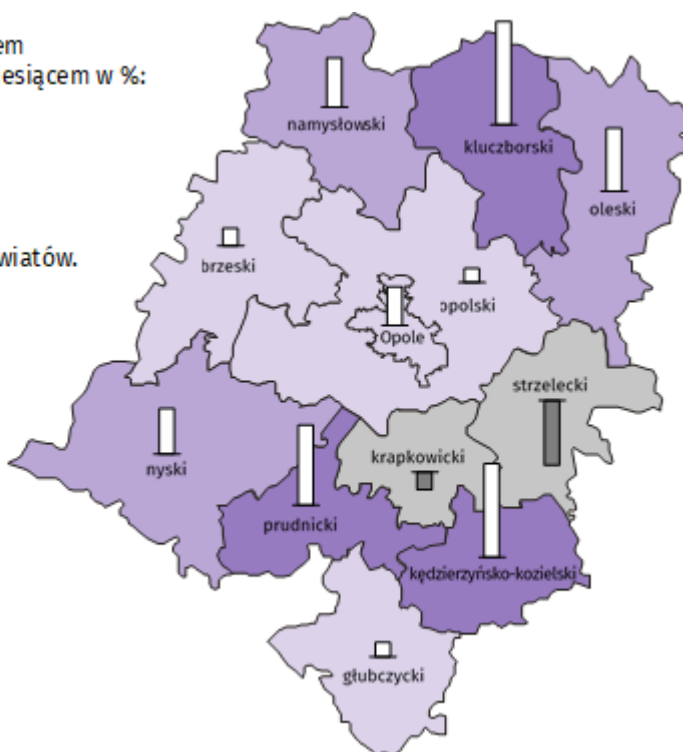 em
esiącem w %:
namysłowski
kluczborski
oleski
wiatów.
brzeski
opolski
Opole
strzelecki
krapkowicki
nyski
prudnicki
kędzierzyńsko-kozielski
głubczycki